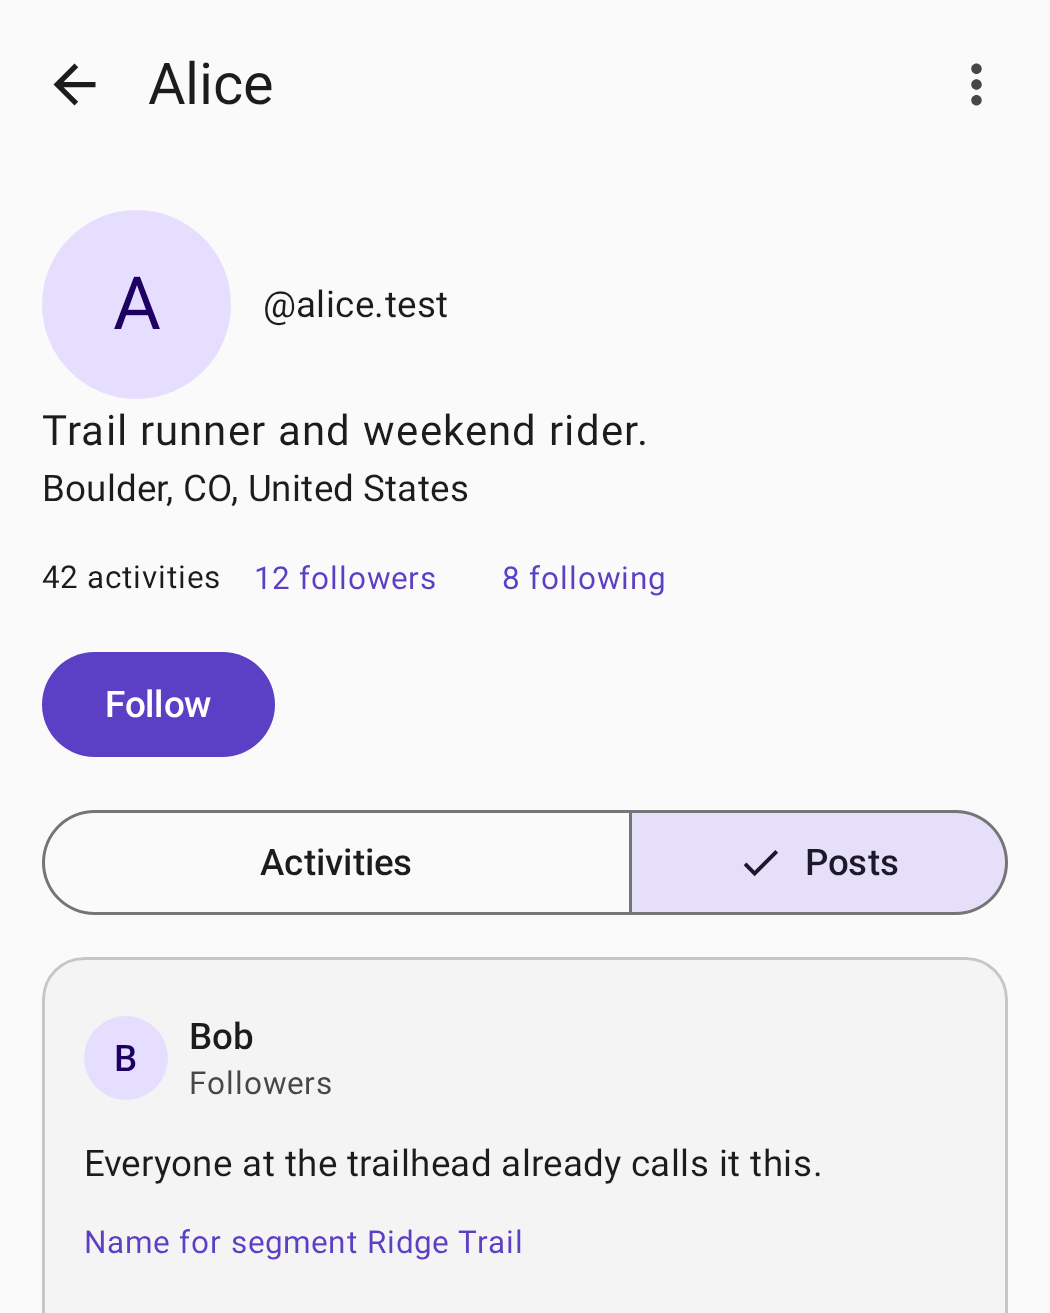 Alice
A
@alice.test
Trail runner and weekend rider.
Boulder, CO, United States
42 activities 12 followers 8 following
Follow
Activities Posts
B
Bob
Followers
Everyone at the trailhead already calls it this.
Name for segment Ridge Trail